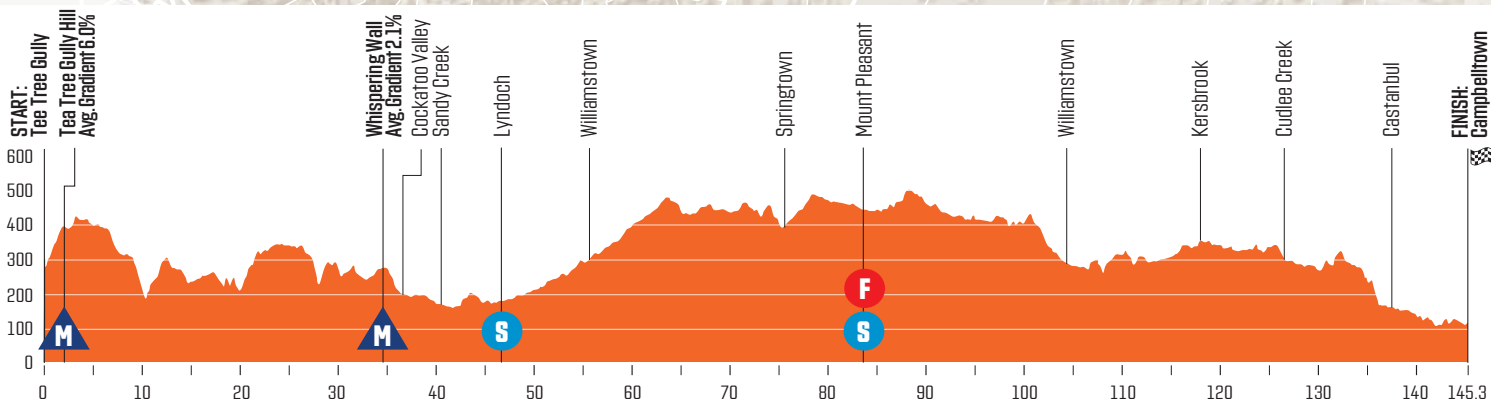 START:
Tee Tree Gully
Tea Tree Gully Hill
Avg. Gradient 6.0%
Whispering Wall
Avg. Gradient 2.1%
Cockatoo Valley
Sandy Creek
Lyndoch
Williamstown
Springtown
Mount Pleasant
Williamstown
Kersbrook
Cudlee Creek
Castanbul
FINISH:
Campbelltown
600
500
400
300
200
100
0
M
M
S
F
S
0 10 20 30 40 50 60 70 80 90 100 110 120 130 140 145.3